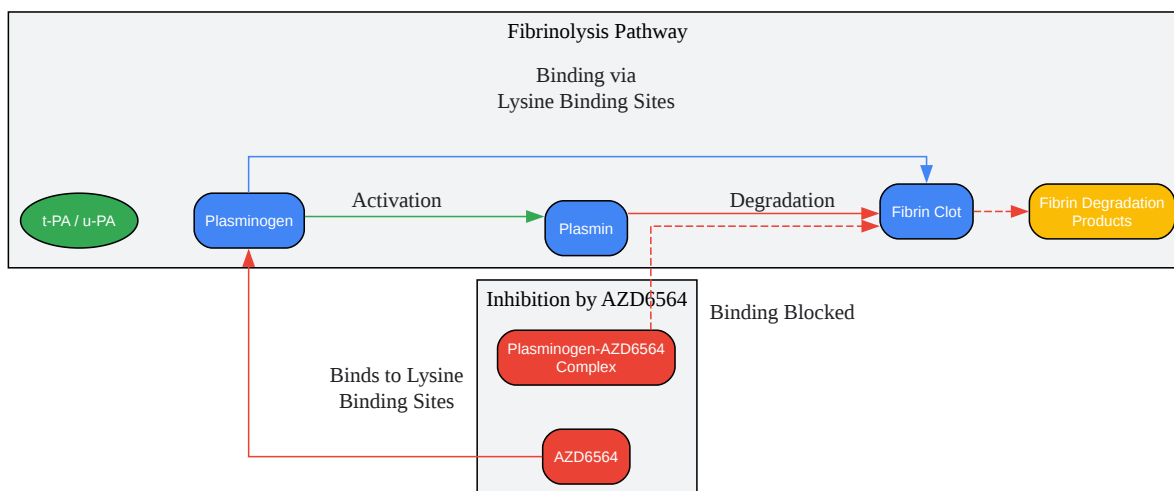 Fibrinolysis Pathway
Binding via
Lysine Binding Sites
t-PA / u-PA
Plasminogen
Activation
Plasmin
Degradation
Fibrin Clot
Fibrin Degradation
Products
Inhibition by AZD6564
Binding Blocked
Plasminogen-AZD6564
Complex
Binds to Lysine
Binding Sites
AZD6564